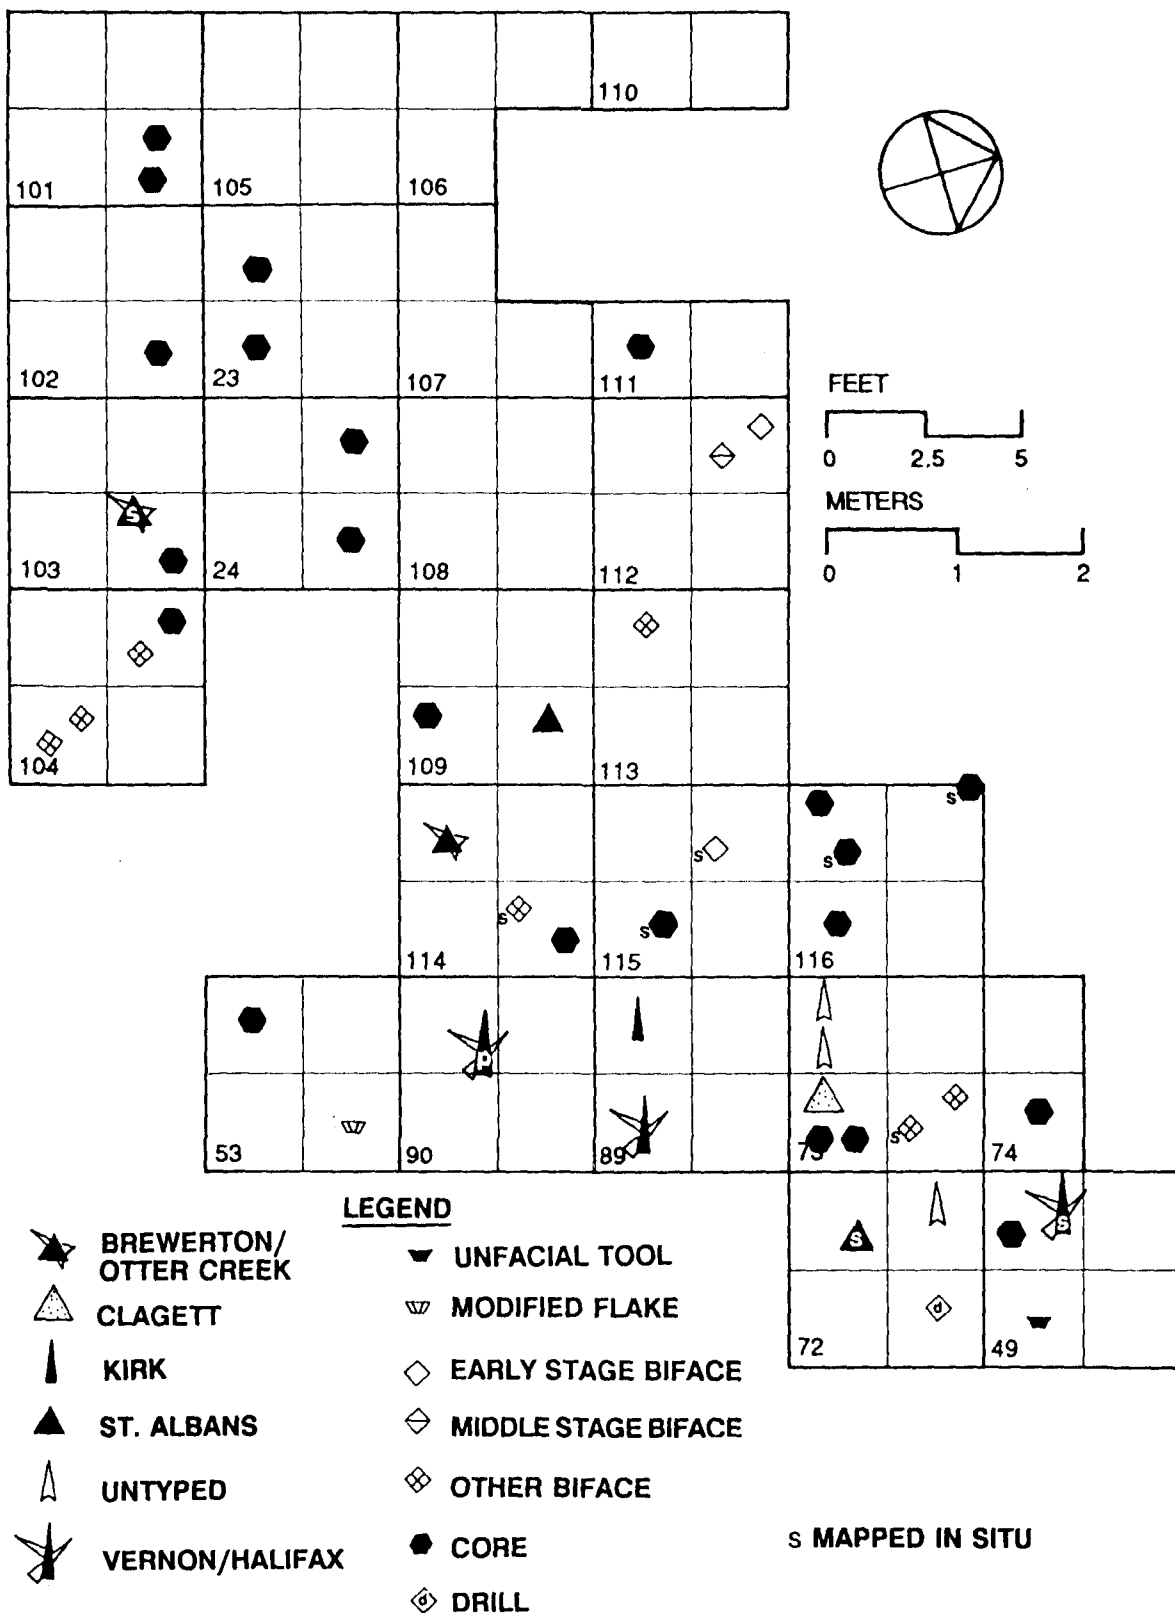 110
101
105
106
102
23
107
111
FEET
0 2.5 5
METERS
0 1 2
S
103
24
108
112
104
109
113
s
s
s
s
s
114
115
116
P
s
53
90
89
73
74
S
S
d
72
49
LEGEND
BREWERTON/
OTTER CREEK
CLAGETT
KIRK
ST. ALBANS
UNTYPED
VERNON/HALIFAX
UNFACIAL TOOL
MODIFIED FLAKE
EARLY STAGE BIFACE
MIDDLE STAGE BIFACE
OTHER BIFACE
CORE
d DRILL
s MAPPED IN SITU